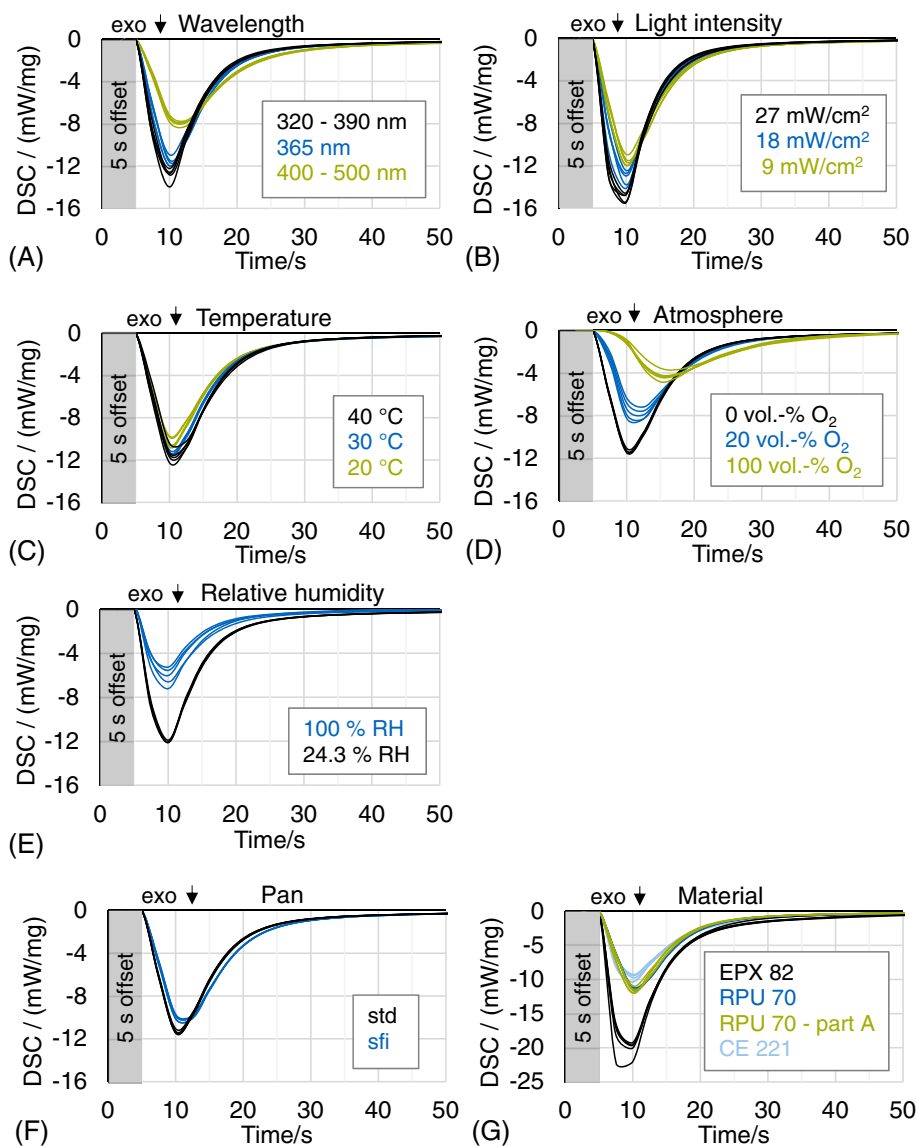 exo ↓ Wavelength
0
-4
-8
-12
-16
DSC / (mW/mg)
5 s offset
320 - 390 nm
365 nm
400 - 500 nm
0 10 20 30 40 50
Time/s
(A)
exo ↓ Light intensity
0
-4
-8
-12
-16
DSC / (mW/mg)
5 s offset
27 mW/cm²
18 mW/cm²
9 mW/cm²
0 10 20 30 40 50
Time/s
(B)
exo ↓ Temperature
0
-4
-8
-12
-16
DSC / (mW/mg)
5 s offset
40 °C
30 °C
20 °C
0 10 20 30 40 50
Time/s
(C)
exo ↓ Atmosphere
0
-4
-8
-12
-16
DSC / (mW/mg)
5 s offset
0 vol.-% O₂
20 vol.-% O₂
100 vol.-% O₂
0 10 20 30 40 50
Time/s
(D)
exo ↓ Relative humidity
0
-4
-8
-12
-16
DSC / (mW/mg)
5 s offset
100 % RH
24.3 % RH
0 10 20 30 40 50
Time/s
(E)
exo ↓ Pan
0
-4
-8
-12
-16
DSC / (mW/mg)
5 s offset
std
sfi
0 10 20 30 40 50
Time/s
(F)
exo ↓ Material
0
-5
-10
-15
-20
-25
DSC / (mW/mg)
5 s offset
EPX 82
RPU 70
RPU 70 - part A
CE 221
0 10 20 30 40 50
Time/s
(G)